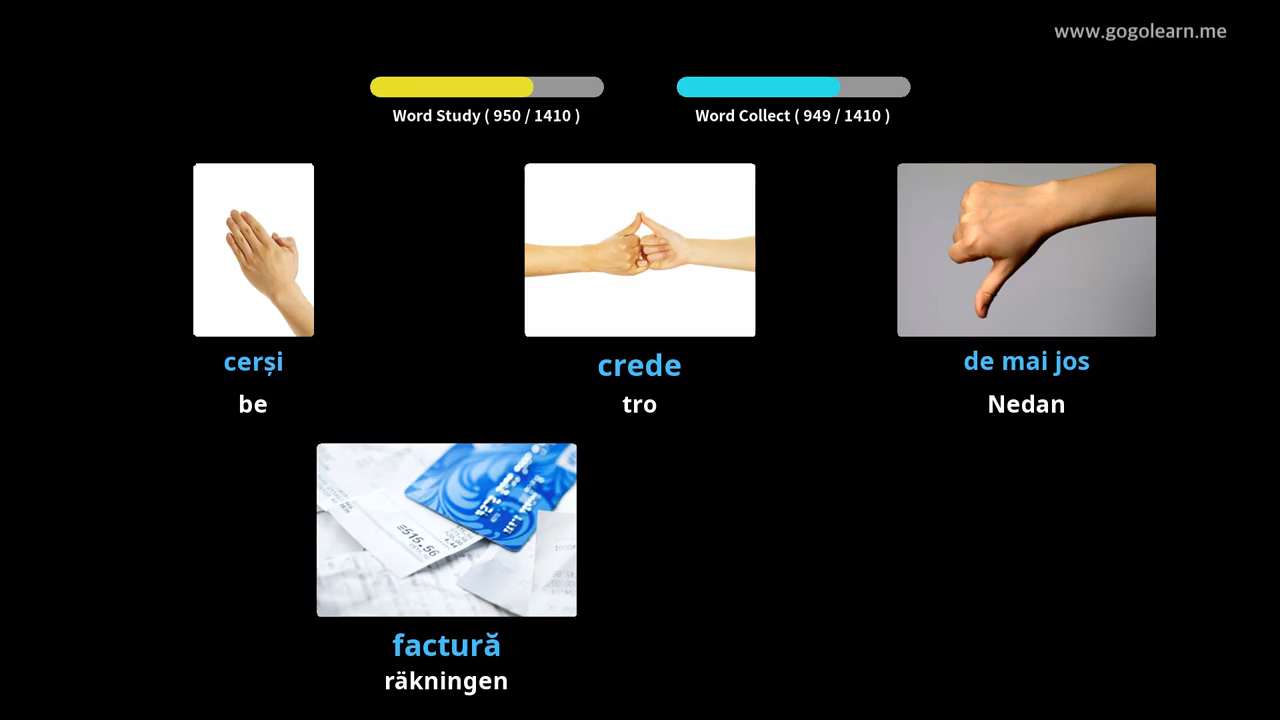 www.gogolearn.me
Word Study ( 950 / 1410 )
Word Collect ( 949 / 1410 )
cerși
crede
de mai jos
be
tro
Nedan
factură
räkningen